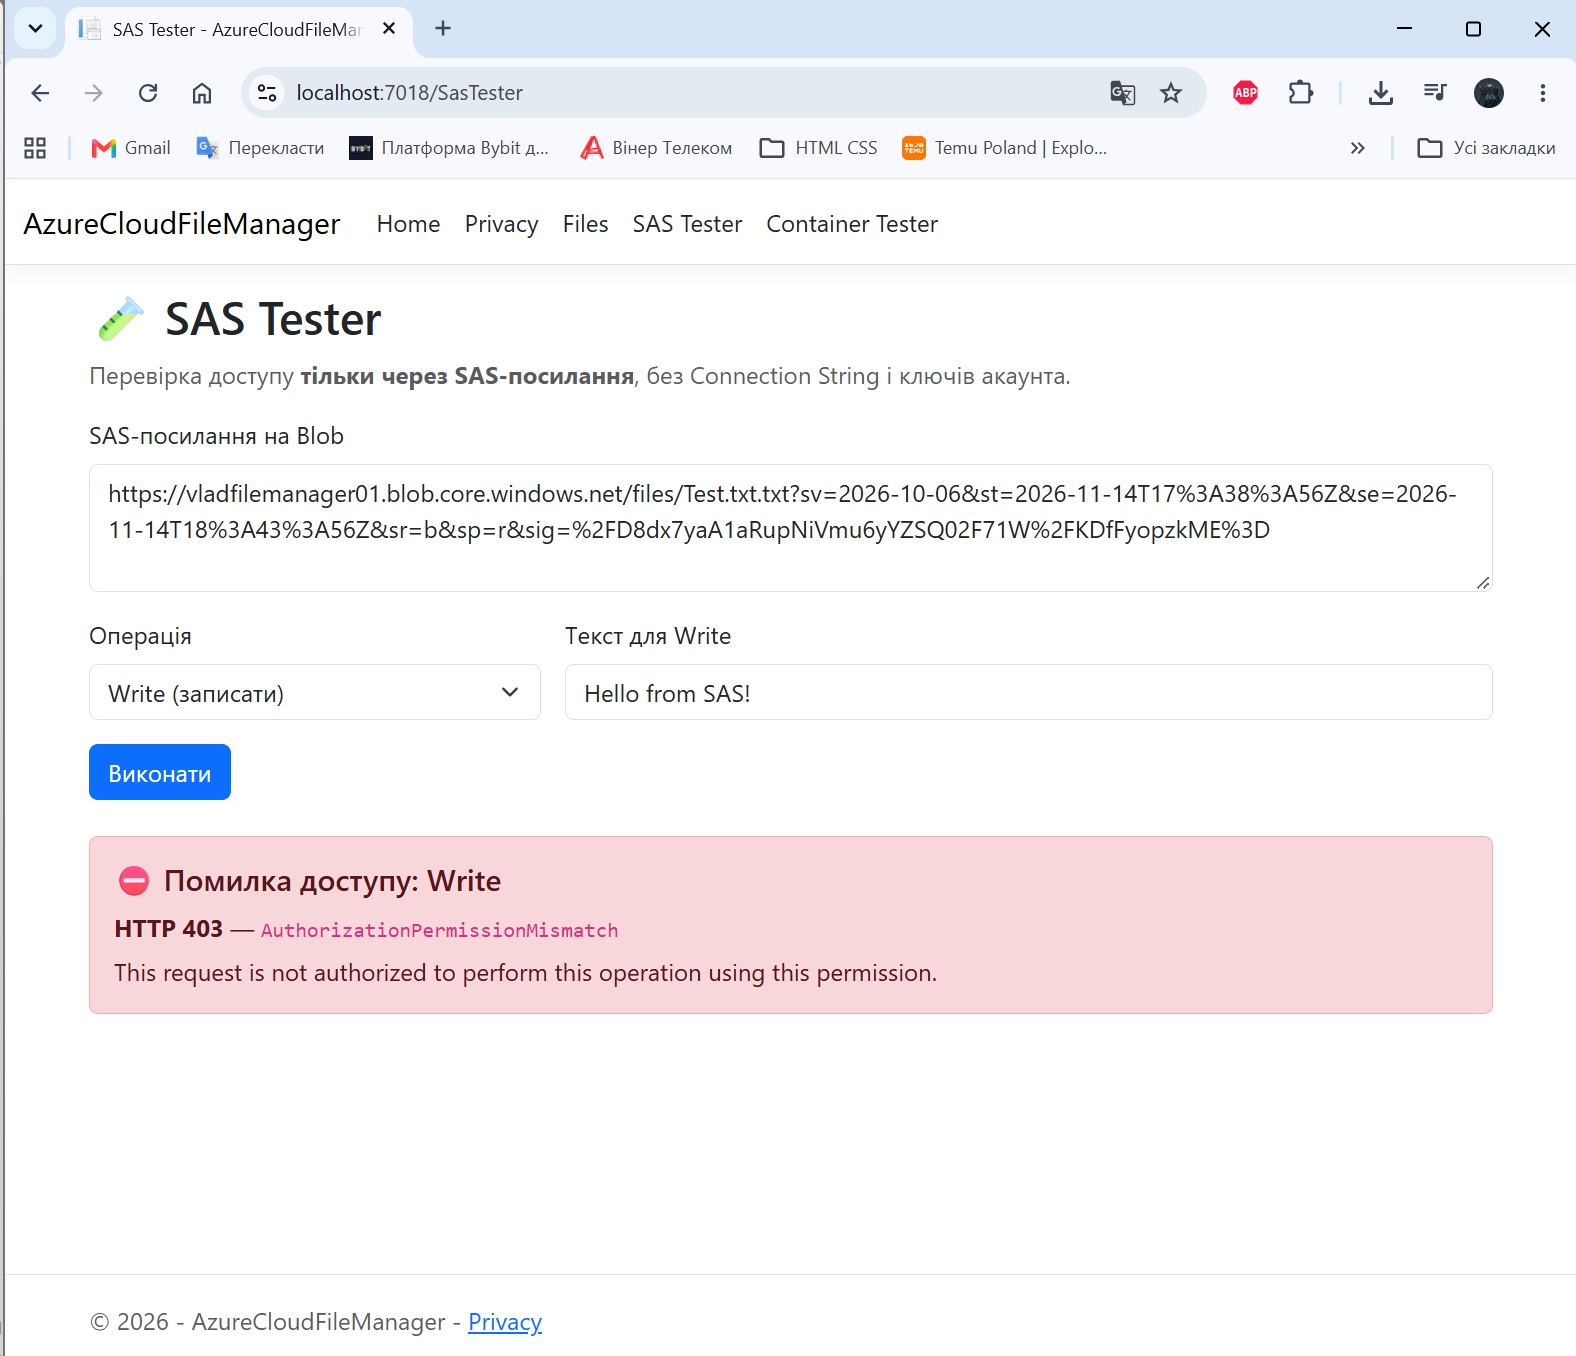 SAS Tester - AzureCloudFileMar
localhost:7018/SasTester
ABP
Gmail
Перекласти
Платформа Bybit д...
Вінер Телеком
HTML CSS
Temu Poland | Explo...
Усі закладки
AzureCloudFileManager Home Privacy Files SAS Tester Container Tester
SAS Tester
Перевірка доступу тільки через SAS-посилання, без Connection String і ключів акаунта.
SAS-посилання на Blob
https://vladfilemanager01.blob.core.windows.net/files/Test.txt.txt?sv=2026-10-06&st=2026-11-14T17%3A38%3A56Z&se=2026-
11-14T18%3A43%3A56Z&sr=b&sp=r&sig=%2FD8dx7yaA1aRupNiVmu6yYZSQ02F71W%2FKDfFyopzkME%3D
Операція
Текст для Write
Write (записати)
Hello from SAS!
Виконати
Помилка доступу: Write
HTTP 403 — AuthorizationPermissionMismatch
This request is not authorized to perform this operation using this permission.
© 2026 - AzureCloudFileManager - Privacy